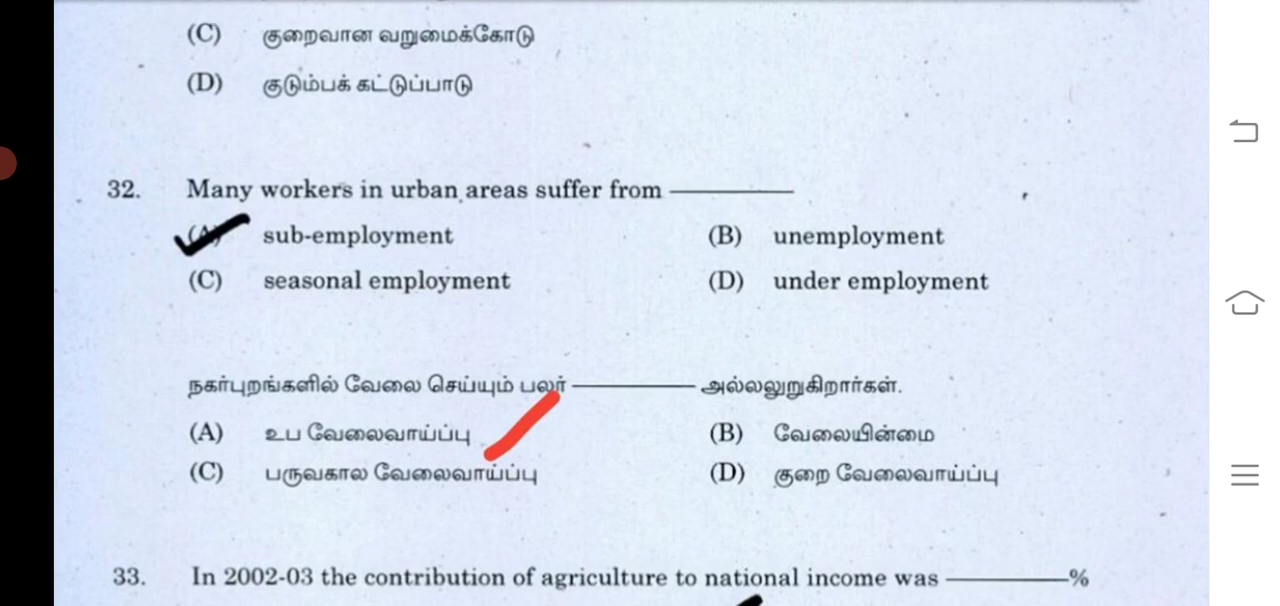 (C) குறைவான வறுமைக்கோடு
(D) குடும்பக் கட்டுப்பாடு
32. Many workers in urban areas suffer from ————
(A) sub-employment (B) unemployment
(C) seasonal employment (D) under employment
நகர்புறங்களில் வேலை செய்யும் பலர் ———— அல்லலுறுகிறார்கள்.
(A) உப வேலைவாய்ப்பு (B) வேலையின்மை
(C) பருவகால வேலைவாய்ப்பு (D) குறை வேலைவாய்ப்பு
33. In 2002-03 the contribution of agriculture to national income was ————%